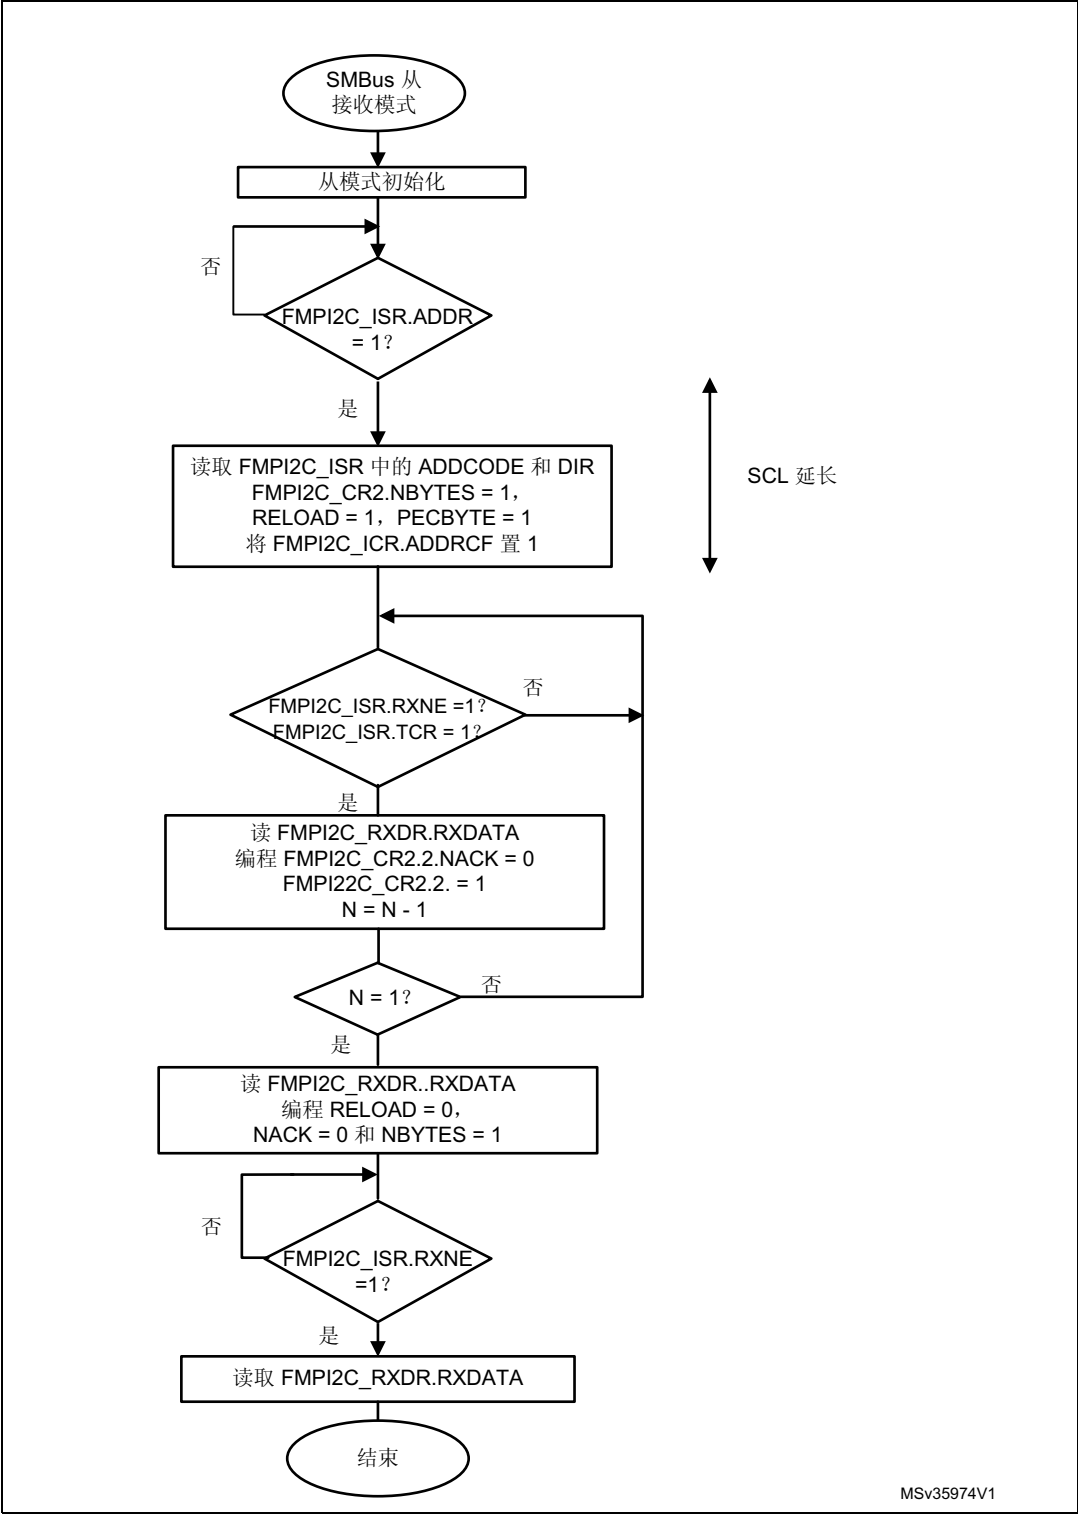 SMBus 从
接收模式
从模式初始化
否
FMPI2C_ISR.ADDR
= 1?
是
读取 FMPI2C_ISR 中的 ADDCODE 和 DIR
FMPI2C_CR2.NBYTES = 1，
RELOAD = 1，PECBYTE = 1
将 FMPI2C_ICR.ADDRCF 置 1
SCL 延长
FMPI2C_ISR.RXNE =1?
FMPI2C_ISR.TCR = 1?
否
是
读 FMPI2C_RXDR.RXDATA
编程 FMPI2C_CR2.2.NACK = 0
FMPI22C_CR2.2. = 1
N = N - 1
N = 1?
否
是
读 FMPI2C_RXDR..RXDATA
编程 RELOAD = 0，
NACK = 0 和 NBYTES = 1
否
FMPI2C_ISR.RXNE
=1?
是
读取 FMPI2C_RXDR.RXDATA
结束
MSv35974V1